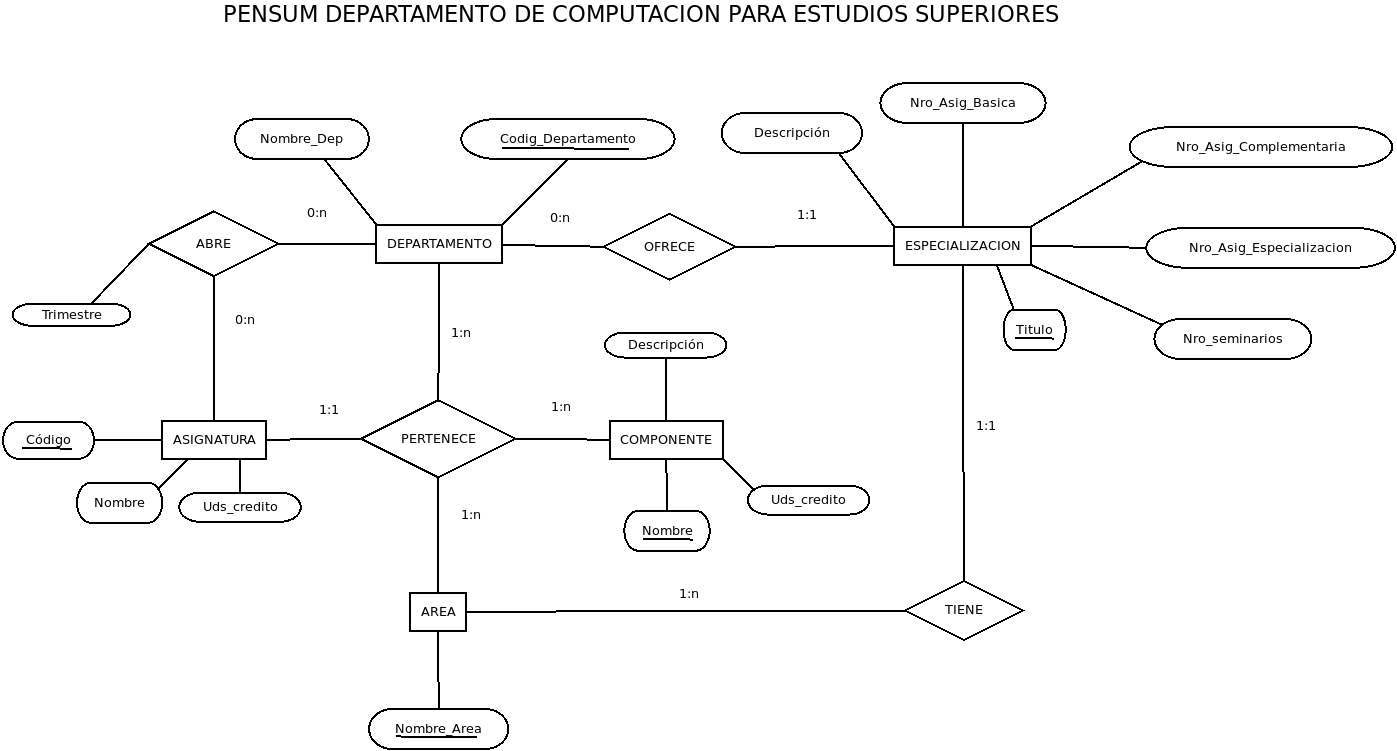 PENSUM DEPARTAMENTO DE COMPUTACION PARA ESTUDIOS SUPERIORES
Nro_Asig_Basica
Nombre_Dep
Codig_Departamento
Descripción
Nro_Asig_Complementaria
0:n
0:n
1:1
ABRE
DEPARTAMENTO
OFRECE
ESPECIALIZACION
Nro_Asig_Especializacion
Trimestre
0:n
1:n
Descripción
Titulo
Nro_seminarios
1:1
1:n
1:1
Código
ASIGNATURA
PERTENECE
COMPONENTE
Nombre
Uds_credito
1:n
Nombre
Uds_credito
1:n
AREA
TIENE
Nombre_Area